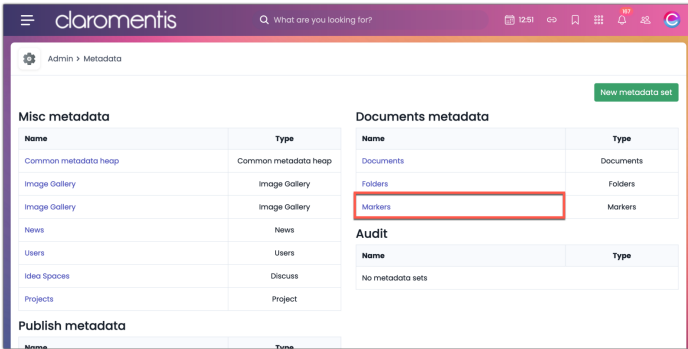 claromentis
What are you looking for?
12:51
187
Admin > Metadata
New metadata set
Misc metadata
Name Type
Common metadata heap Common metadata heap
Image Gallery Image Gallery
Image Gallery Image Gallery
News News
Users Users
Idea Spaces Discuss
Projects Project
Publish metadata
Name Type
Documents metadata
Name Type
Documents Documents
Folders Folders
Markers Markers
Audit
Name Type
No metadata sets